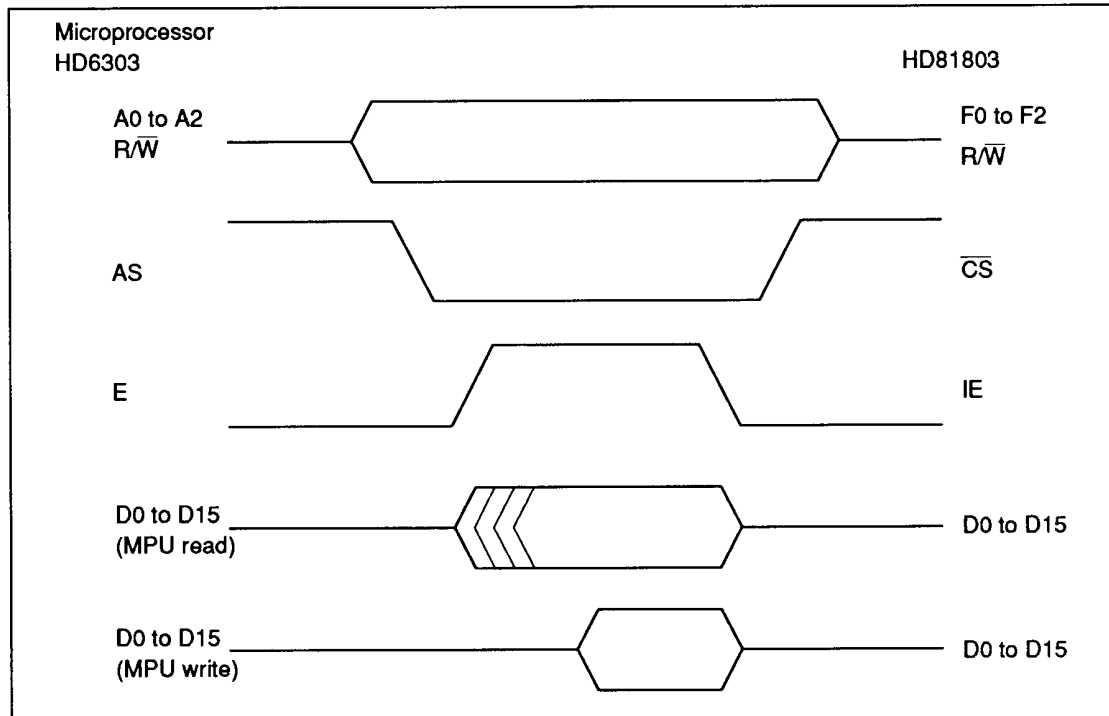 Microprocessor
HD6303
HD81803
A0 to A2
R/W̅
F0 to F2
R/W̅
AS
C̅S̅
E
IE
D0 to D15
(MPU read)
D0 to D15
D0 to D15
(MPU write)
D0 to D15